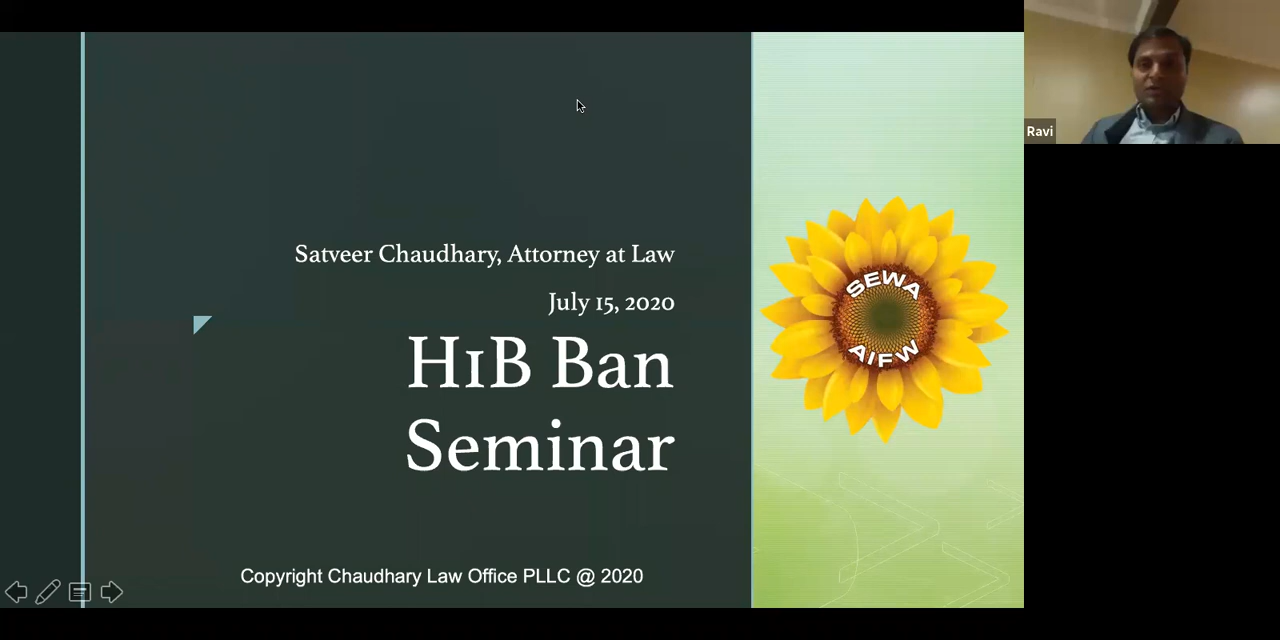 Satveer Chaudhary, Attorney at Law
July 15, 2020
H1B Ban
Seminar
Copyright Chaudhary Law Office PLLC @ 2020
SEWA
AIFW
Ravi